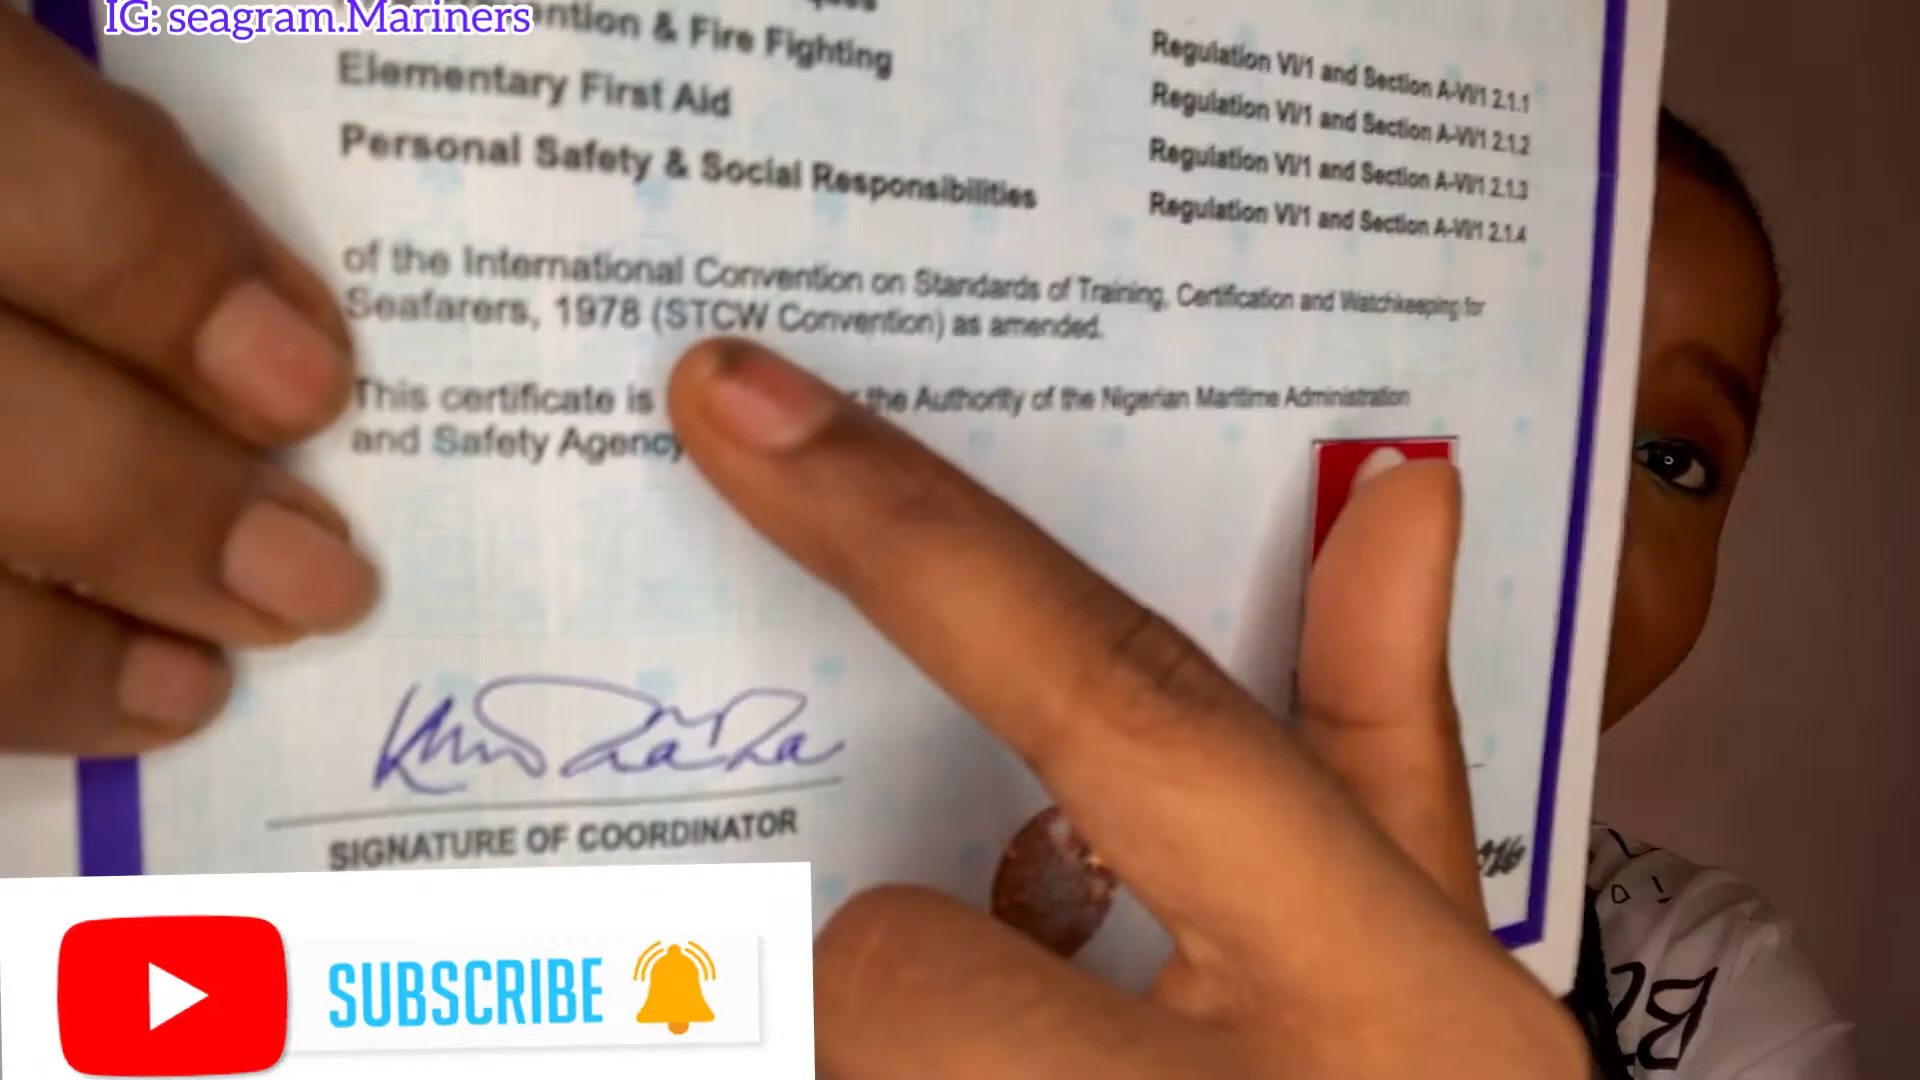 IG: seagram.Mariners
& Fire Fighting
Regulation VI/1 and Section A-VI/1 2.1.1
Elementary First Aid
Regulation VI/1 and Section A-VI/1 2.1.2
Personal Safety & Social Responsibilities
Regulation VI/1 and Section A-VI/1 2.1.3
Regulation VI/1 and Section A-VI/1 2.1.4
of the International Convention on Standards of Training, Certification and Watchkeeping for
Seafarers, 1978 (STCW Convention) as amended.
This certificate is the Authority of the Nigerian Maritime Administration
and Safety Agency
SIGNATURE OF COORDINATOR
SUBSCRIBE